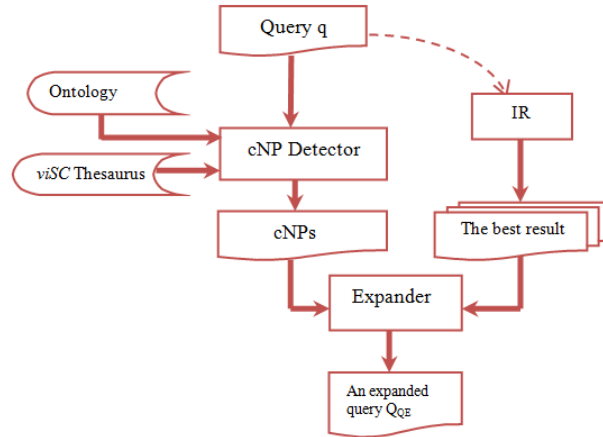 Query q
Ontology
IR
cNP Detector
viSC Thesaurus
cNPs
The best result
Expander
An expanded
query QQE